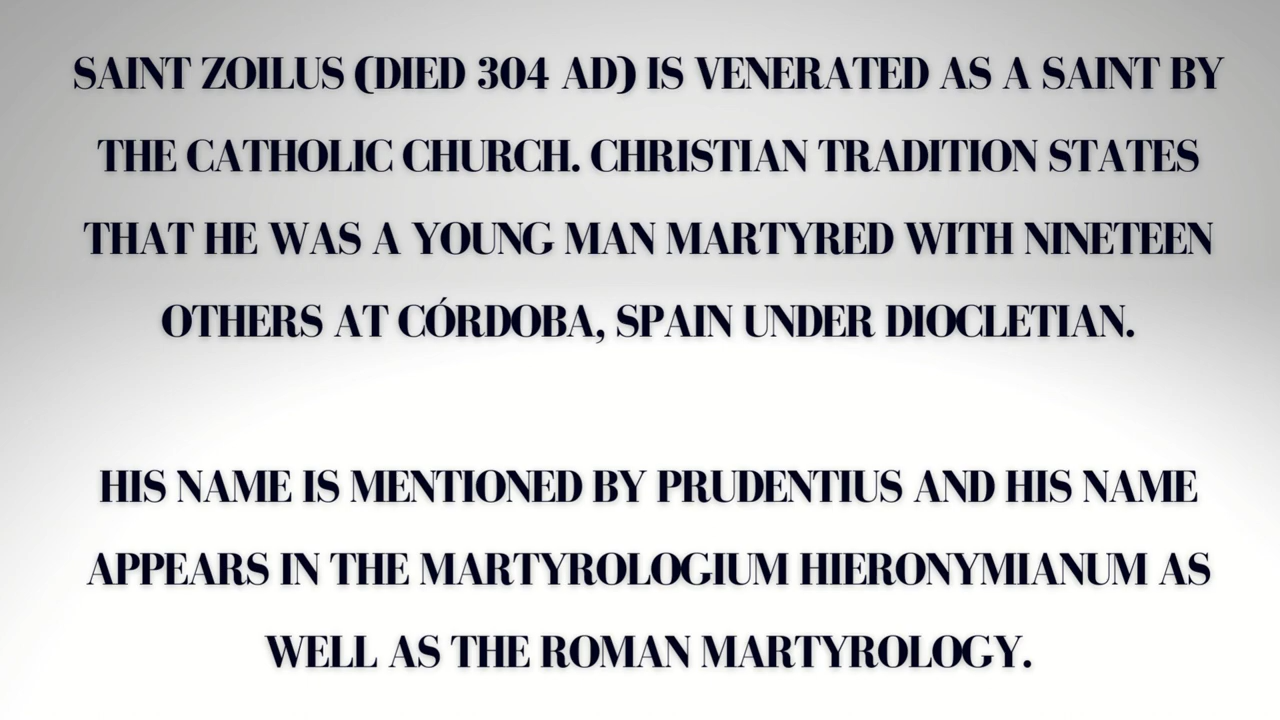 SAINT ZOILUS (DIED 304 AD) IS VENERATED AS A SAINT BY
THE CATHOLIC CHURCH. CHRISTIAN TRADITION STATES
THAT HE WAS A YOUNG MAN MARTYRED WITH NINETEEN
OTHERS AT CÓRDOBA, SPAIN UNDER DIOCLETIAN.
HIS NAME IS MENTIONED BY PRUDENTIUS AND HIS NAME
APPEARS IN THE MARTYROLOGIUM HIERONYMIANUM AS
WELL AS THE ROMAN MARTYROLOGY.